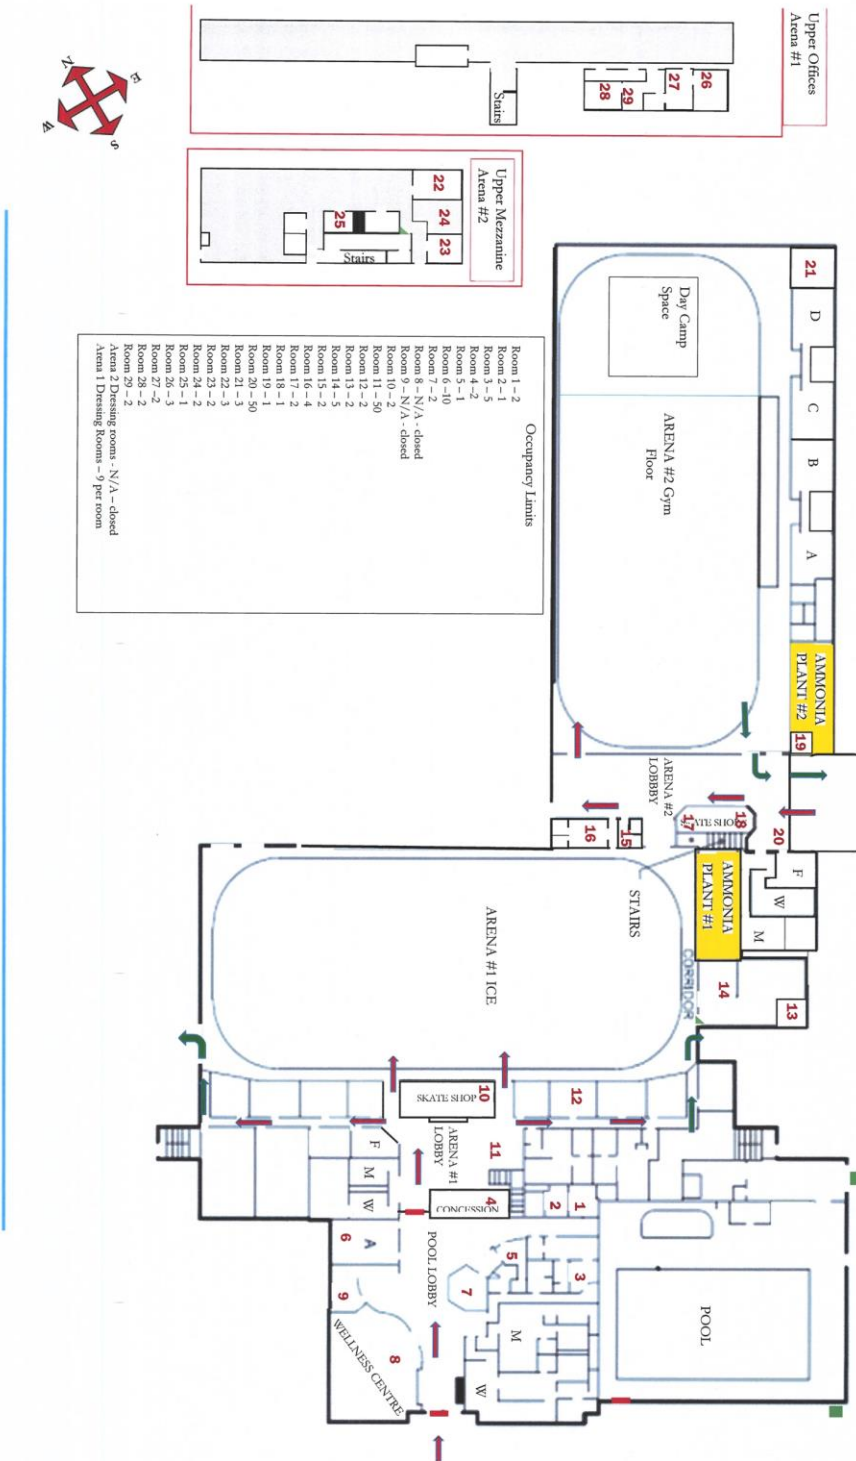 Upper Offices
Arena #1
26
27
29
28
Stairs
N
E
S
W
Upper Mezzanine
Arena #2
22
24
23
25
Stairs
Occupancy Limits
Room 1 – 2
Room 2 – 1
Room 3 – 5
Room 4 –2
Room 5 – 1
Room 6 –10
Room 7 – 2
Room 8 – N/A - closed
Room 9 – N/A - closed
Room 10 – 2
Room 11 – 50
Room 12 – 2
Room 13 – 2
Room 14 – 5
Room 15 – 2
Room 16 – 4
Room 17 – 2
Room 18 – 1
Room 19 – 1
Room 20 –50
Room 21 – 3
Room 22 – 3
Room 23 – 2
Room 24 – 2
Room 25 – 1
Room 26 – 3
Room 27 –2
Room 28 – 2
Room 29 – 2
Arena 2 Dressing rooms - N/A – closed
Arena 1 Dressing Rooms – 9 per room
21
D
C
B
A
AMMONIA
PLANT #2
19
Day Camp
Space
ARENA #2 Gym
Floor
ARENA #2
LOBBBY
20
18
ATE SHO
17
15
16
STAIRS
F
W
M
AMMONIA
PLANT #1
13
14
CORRIDOR
ARENA #1 ICE
12
10
SKATE SHOP
11
ARENA #1
LOBBY
F
M
W
4
CONCESSION
1
2
3
5
7
POOL LOBBY
6
A
9
8
WELLNESS CENTRE
M
W
POOL